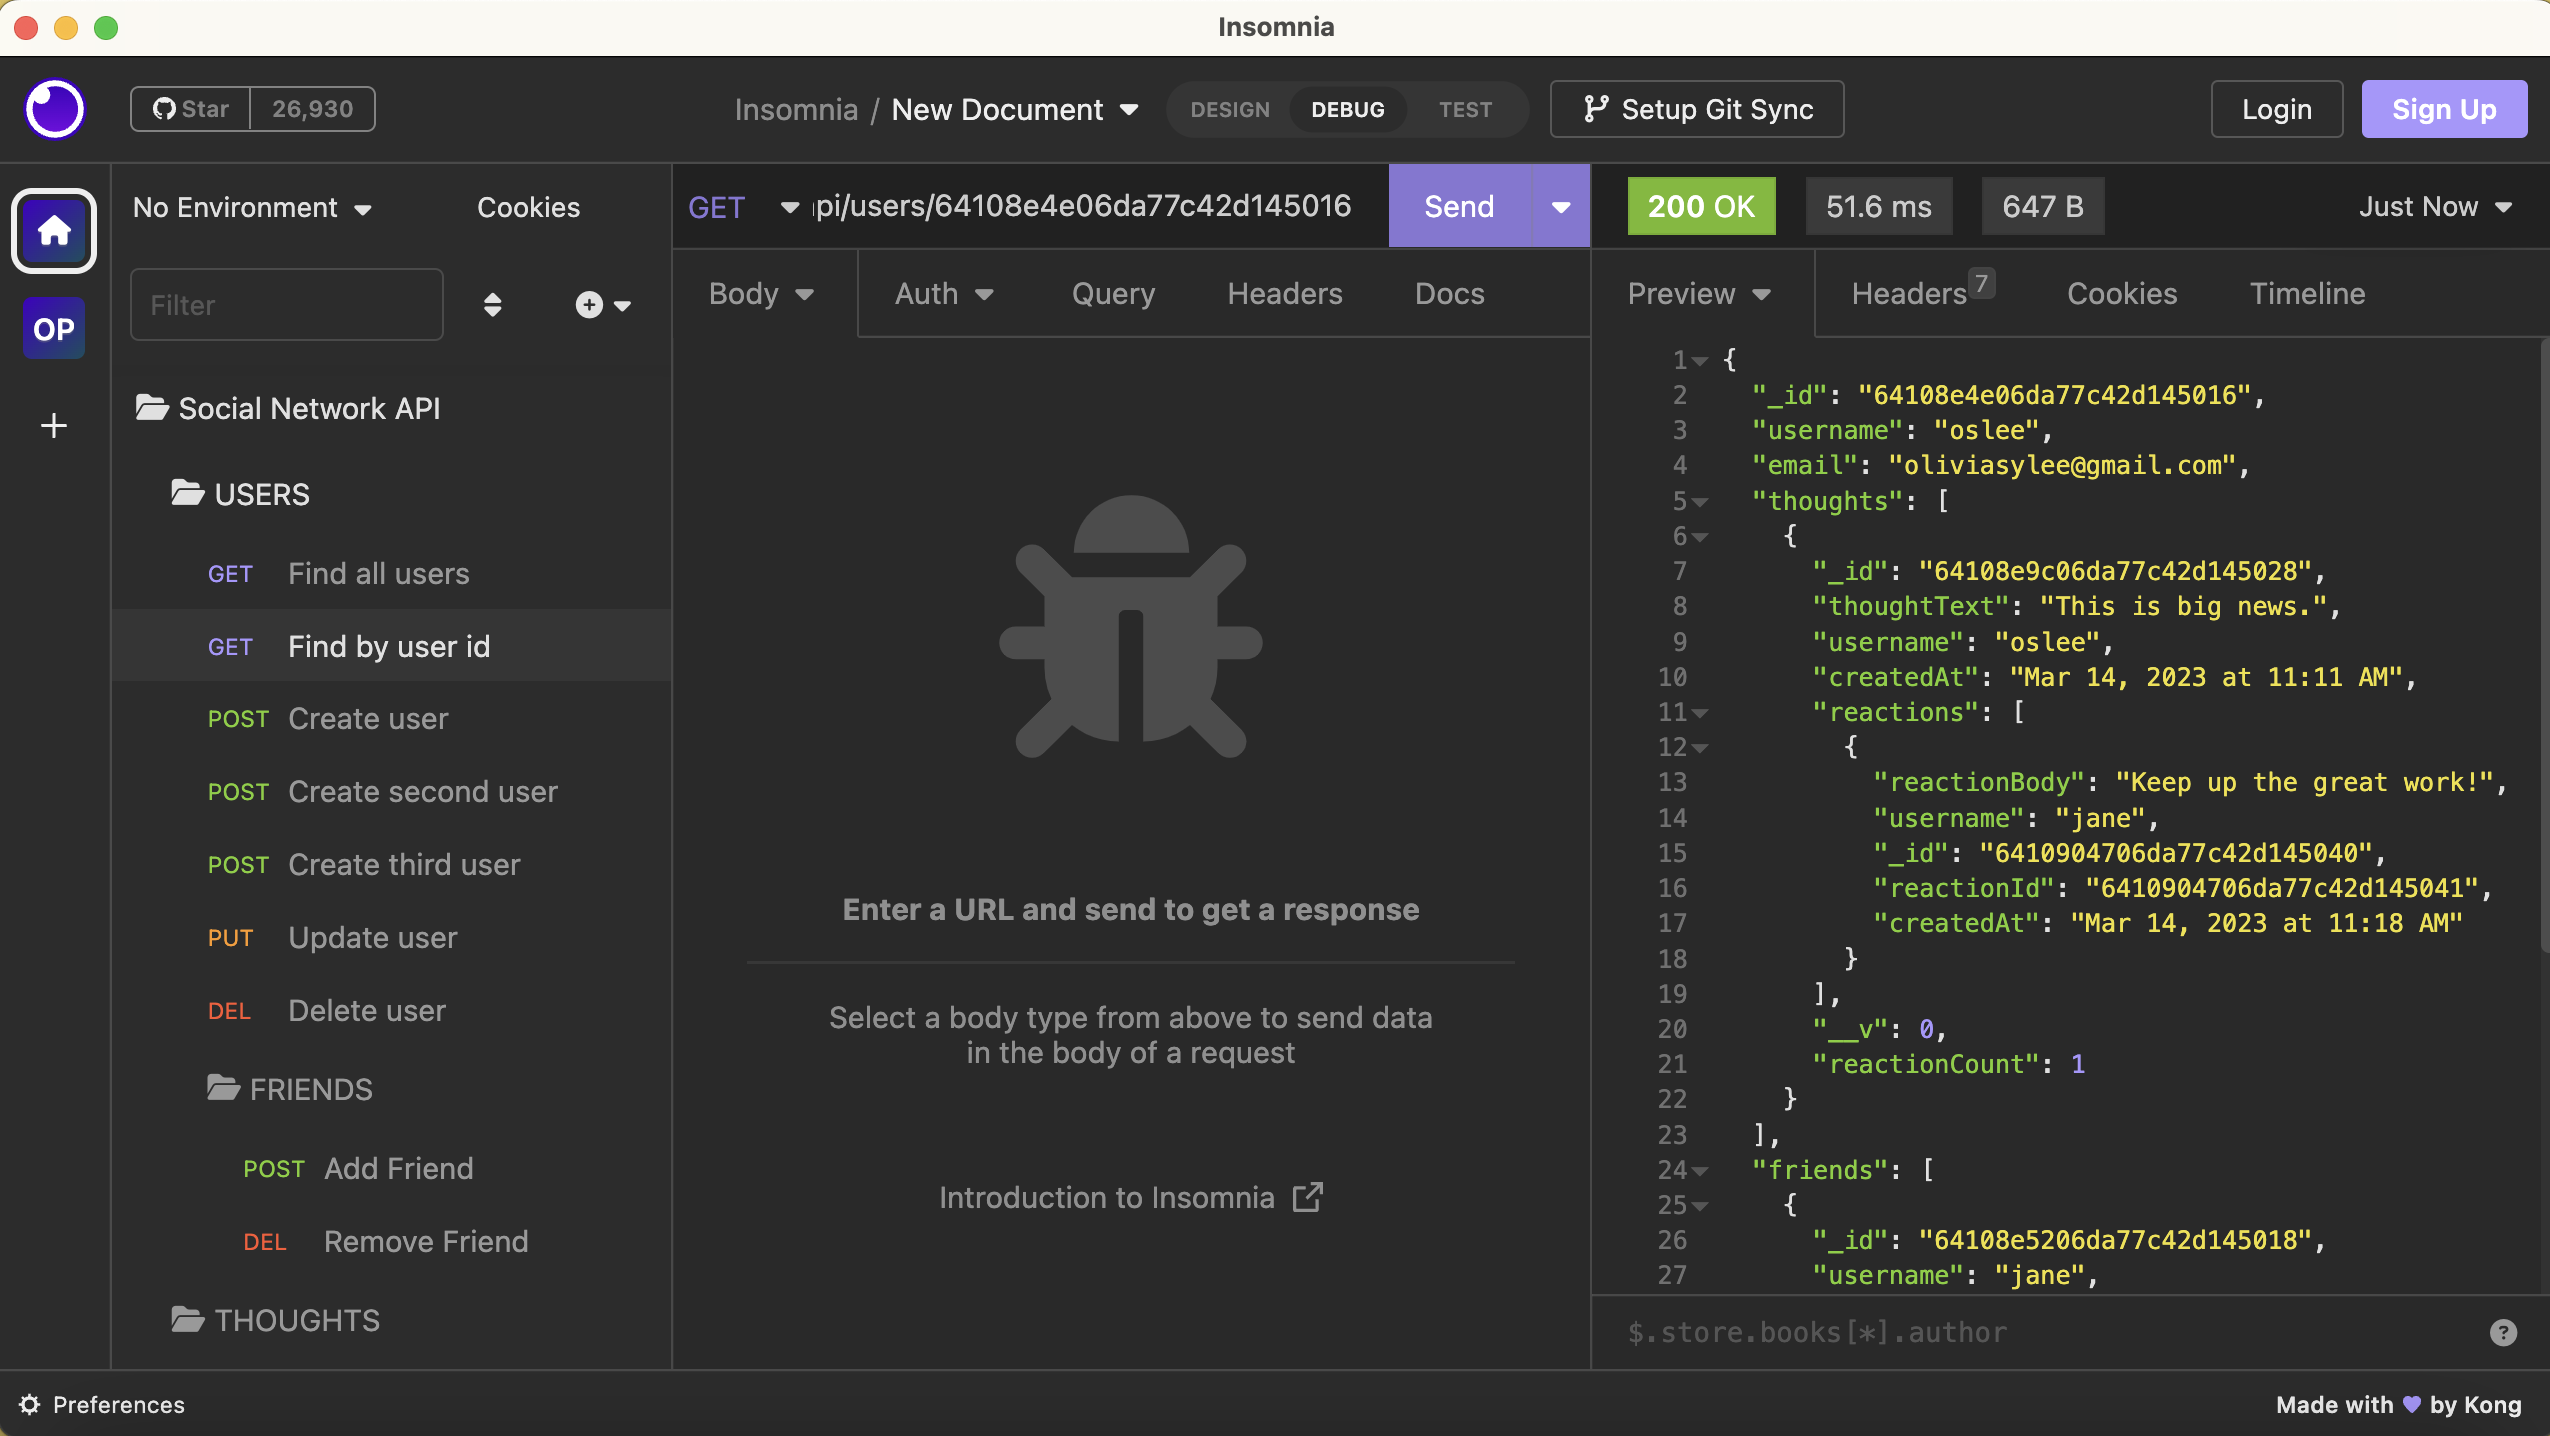 Insomnia
Star 26,930
Insomnia / New Document
DESIGN DEBUG TEST
Setup Git Sync
Login
Sign Up
OP
No Environment
Cookies
Filter
Social Network API
USERS
GET Find all users
GET Find by user id
POST Create user
POST Create second user
POST Create third user
PUT Update user
DEL Delete user
FRIENDS
POST Add Friend
DEL Remove Friend
THOUGHTS
GET pi/users/64108e4e06da77c42d145016 Send
Body Auth Query Headers Docs
Enter a URL and send to get a response
Select a body type from above to send data
in the body of a request
Introduction to Insomnia
200 OK 51.6 ms 647 B Just Now
Preview Headers 7 Cookies Timeline
1 {
2 "_id": "64108e4e06da77c42d145016",
3 "username": "oslee",
4 "email": "oliviasylee@gmail.com",
5 "thoughts": [
6 {
7 "_id": "64108e9c06da77c42d145028",
8 "thoughtText": "This is big news.",
9 "username": "oslee",
10 "createdAt": "Mar 14, 2023 at 11:11 AM",
11 "reactions": [
12 {
13 "reactionBody": "Keep up the great work!",
14 "username": "jane",
15 "_id": "6410904706da77c42d145040",
16 "reactionId": "6410904706da77c42d145041",
17 "createdAt": "Mar 14, 2023 at 11:18 AM"
18 }
19 ],
20 "__v": 0,
21 "reactionCount": 1
22 }
23 ],
24 "friends": [
25 {
26 "_id": "64108e5206da77c42d145018",
27 "username": "jane",
$.store.books[*].author
?
Preferences
Made with by Kong